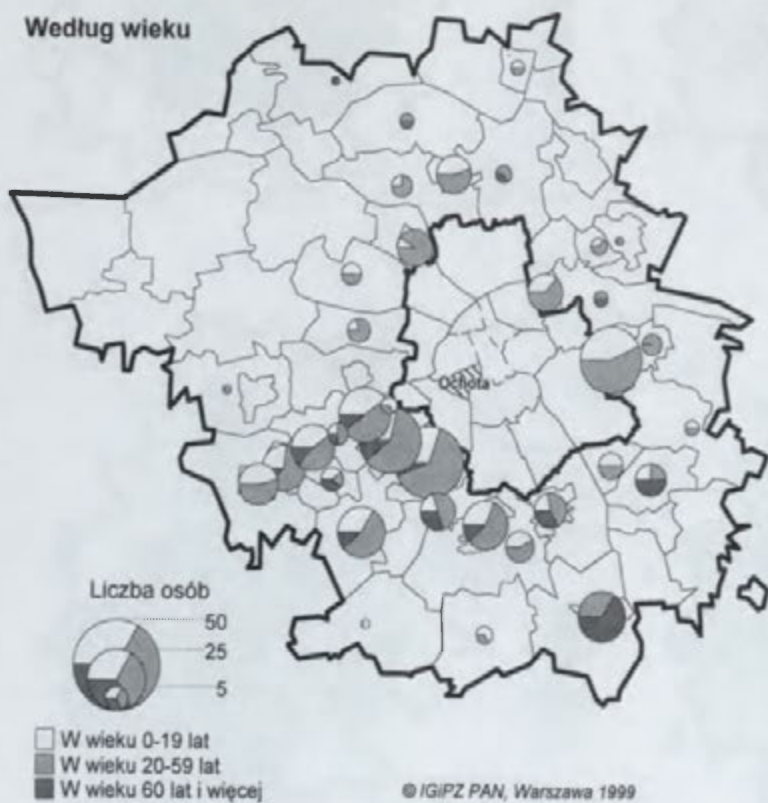 Według wieku
Ochota
Liczba osób
50
25
5
W wieku 0-19 lat
W wieku 20-59 lat
W wieku 60 lat i więcej
© IGiPZ PAN, Warszawa 1999